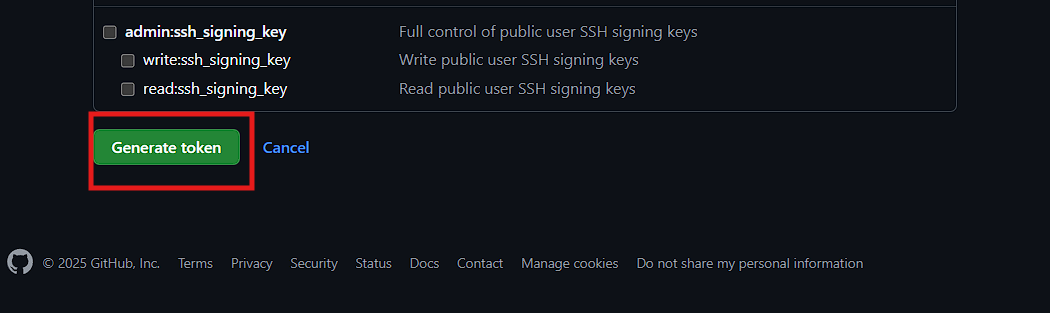 admin:ssh_signing_key Full control of public user SSH signing keys
write:ssh_signing_key Write public user SSH signing keys
read:ssh_signing_key Read public user SSH signing keys
Generate token Cancel
© 2025 GitHub, Inc. Terms Privacy Security Status Docs Contact Manage cookies Do not share my personal information